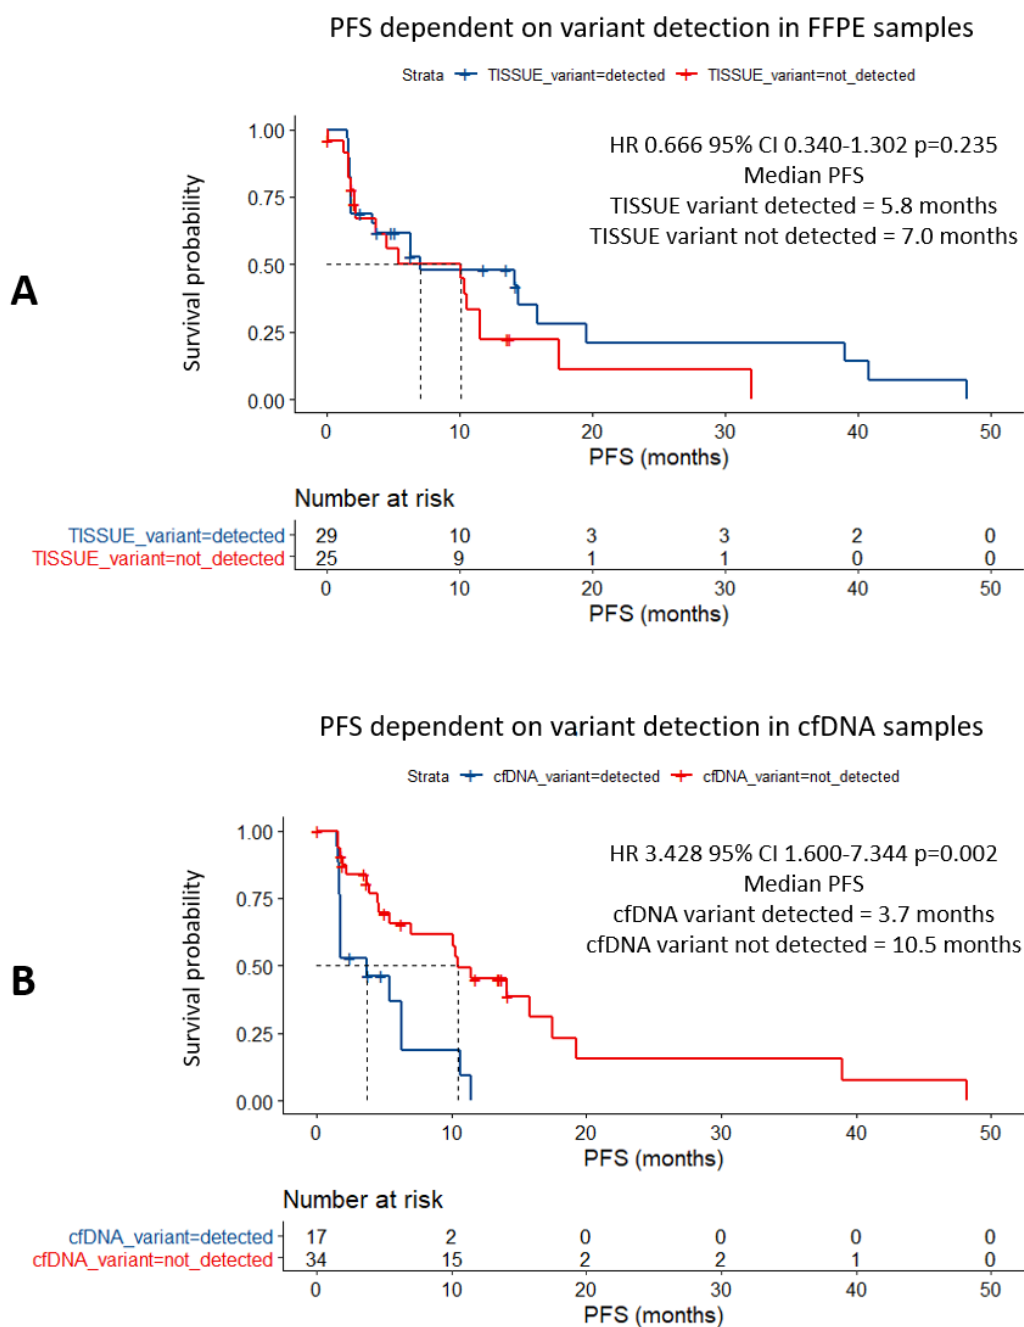 PFS dependent on variant detection in FFPE samples
Strata TISSUE_variant=detected TISSUE_variant=not_detected
HR 0.666 95% CI 0.340-1.302 p=0.235
Median PFS
TISSUE variant detected = 5.8 months
TISSUE variant not detected = 7.0 months
A
Survival probability
1.00
0.75
0.50
0.25
0.00
0 10 20 30 40 50
PFS (months)
Number at risk
TISSUE_variant=detected 29 10 3 3 2 0
TISSUE_variant=not_detected 25 9 1 1 0 0
0 10 20 30 40 50
PFS (months)
PFS dependent on variant detection in cfDNA samples
Strata cfDNA_variant=detected cfDNA_variant=not_detected
HR 3.428 95% CI 1.600-7.344 p=0.002
Median PFS
cfDNA variant detected = 3.7 months
cfDNA variant not detected = 10.5 months
B
Survival probability
1.00
0.75
0.50
0.25
0.00
0 10 20 30 40 50
PFS (months)
Number at risk
cfDNA_variant=detected 17 2 0 0 0 0
cfDNA_variant=not_detected 34 15 2 2 1 0
0 10 20 30 40 50
PFS (months)